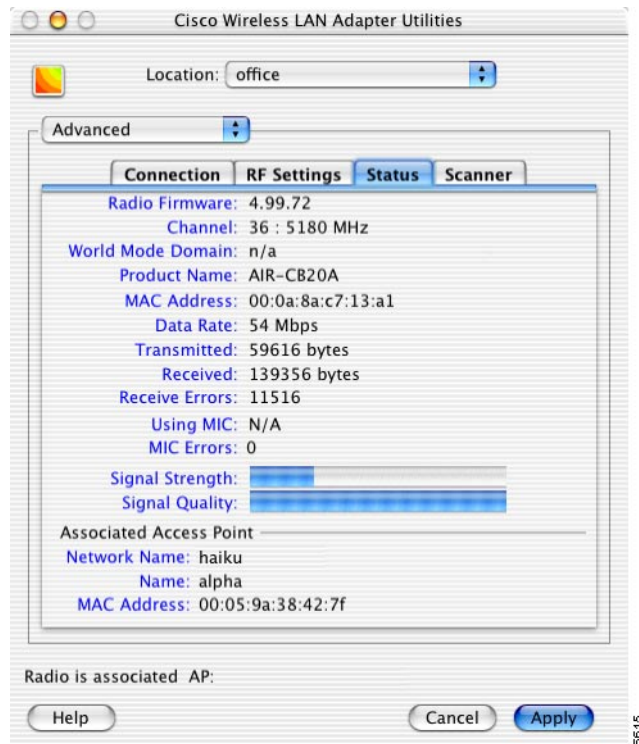 Cisco Wireless LAN Adapter Utilities
Location: office
Advanced
Connection RF Settings Status Scanner
Radio Firmware: 4.99.72
Channel: 36 : 5180 MHz
World Mode Domain: n/a
Product Name: AIR-CB20A
MAC Address: 00:0a:8a:c7:13:a1
Data Rate: 54 Mbps
Transmitted: 59616 bytes
Received: 139356 bytes
Receive Errors: 11516
Using MIC: N/A
MIC Errors: 0
Signal Strength:
Signal Quality:
Associated Access Point
Network Name: haiku
Name: alpha
MAC Address: 00:05:9a:38:42:7f
Radio is associated AP:
Help Cancel Apply